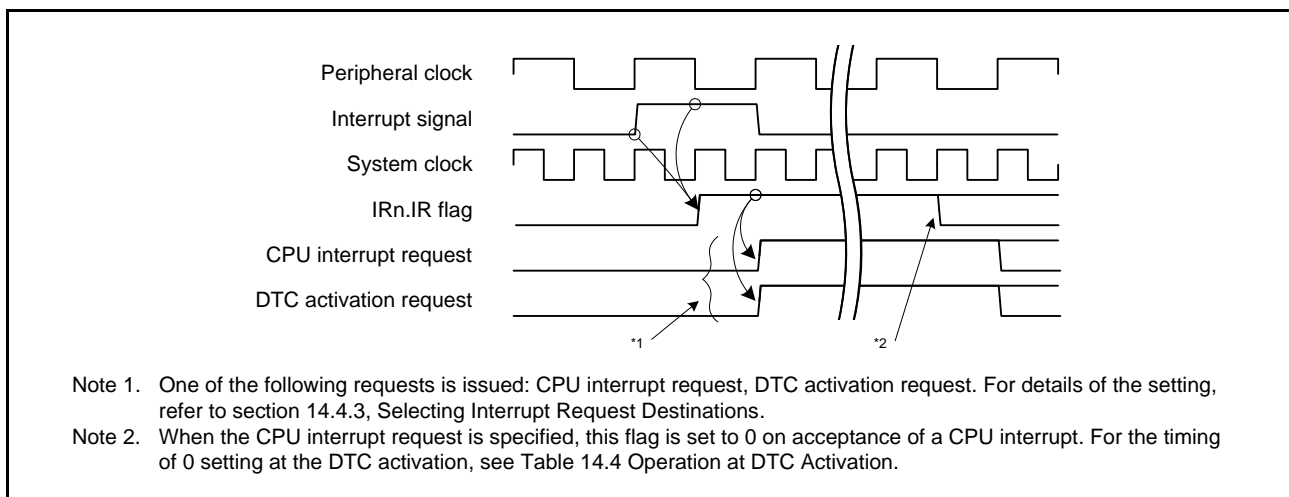 Peripheral clock
Interrupt signal
System clock
IRn.IR flag
CPU interrupt request
DTC activation request
*1
*2
Note 1. One of the following requests is issued: CPU interrupt request, DTC activation request. For details of the setting,
refer to section 14.4.3, Selecting Interrupt Request Destinations.
Note 2. When the CPU interrupt request is specified, this flag is set to 0 on acceptance of a CPU interrupt. For the timing
of 0 setting at the DTC activation, see Table 14.4 Operation at DTC Activation.